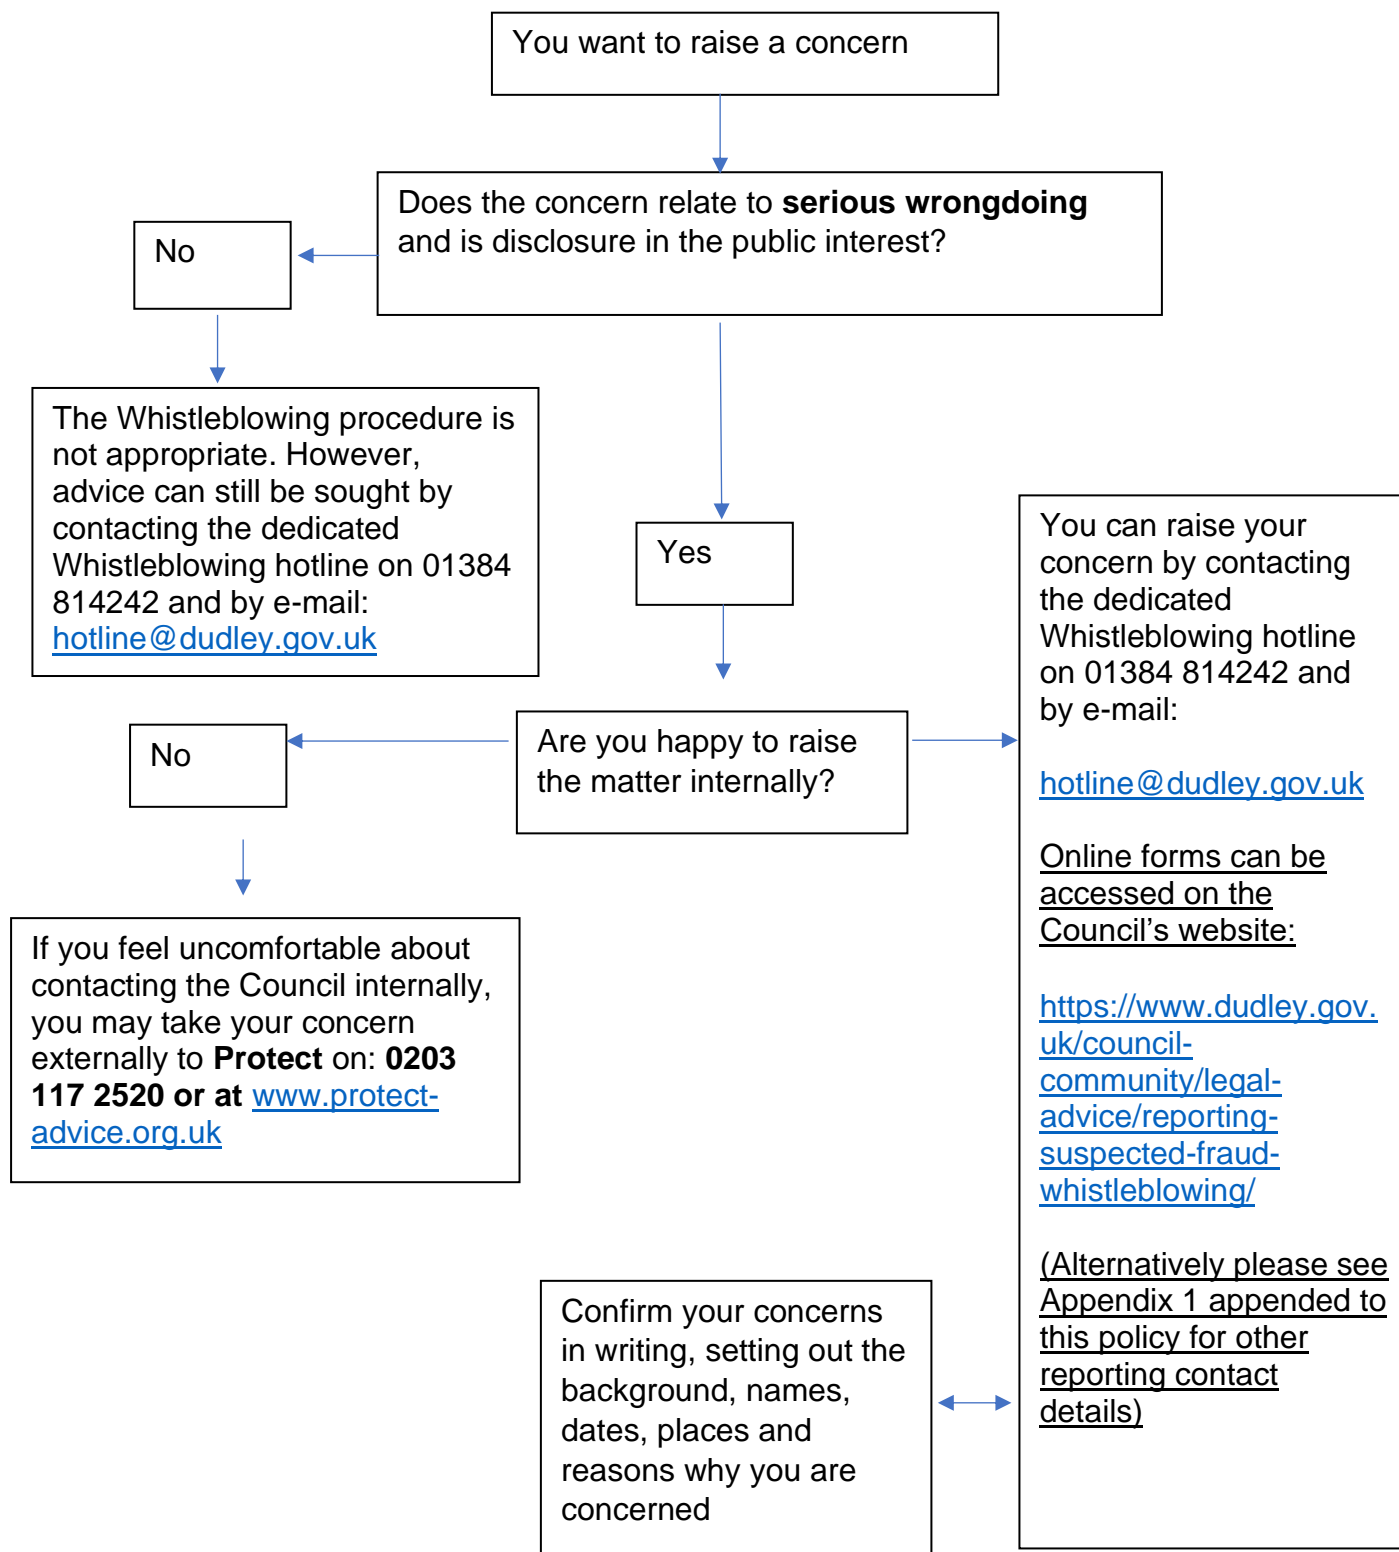 You want to raise a concern
Does the concern relate to serious wrongdoing
and is disclosure in the public interest?
No
The Whistleblowing procedure is
not appropriate. However,
advice can still be sought by
contacting the dedicated
Whistleblowing hotline on 01384
814242 and by e-mail:
hotline@dudley.gov.uk
Yes
Are you happy to raise
the matter internally?
No
If you feel uncomfortable about
contacting the Council internally,
you may take your concern
externally to Protect on: 0203
117 2520 or at www.protect-
advice.org.uk
You can raise your
concern by contacting
the dedicated
Whistleblowing hotline
on 01384 814242 and
by e-mail:
hotline@dudley.gov.uk
Online forms can be
accessed on the
Council’s website:
https://www.dudley.gov.
uk/council-
community/legal-
advice/reporting-
suspected-fraud-
whistleblowing/
(Alternatively please see
Appendix 1 appended to
this policy for other
reporting contact
details)
Confirm your concerns
in writing, setting out the
background, names,
dates, places and
reasons why you are
concerned